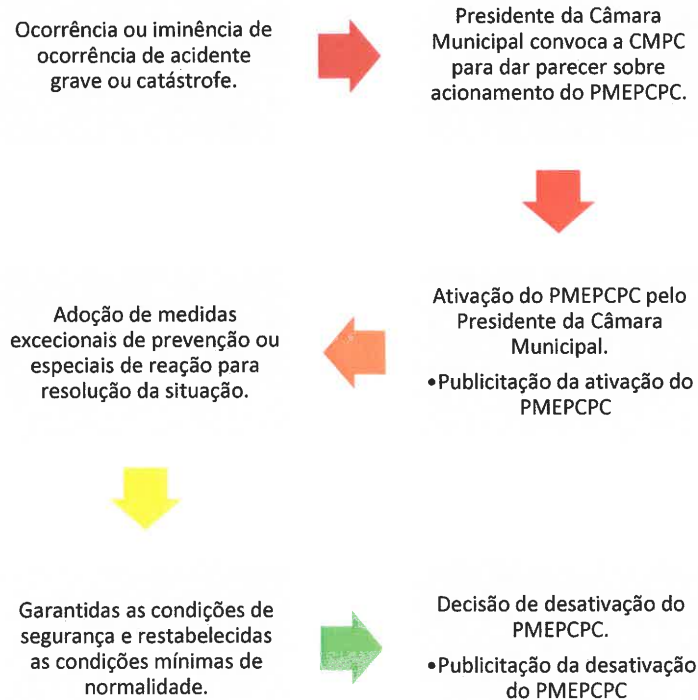 Ocorrência ou iminência de
ocorrência de acidente
grave ou catástrofe.
Presidente da Câmara
Municipal convoca a CMPC
para dar parecer sobre
acionamento do PMEPCPC.
Ativação do PMEPCPC pelo
Presidente da Câmara
Municipal.
•Publicitação da ativação do
PMEPCPC
Adoção de medidas
excecionais de prevenção ou
especiais de reação para
resolução da situação.
Garantidas as condições de
segurança e restabelecidas
as condições mínimas de
normalidade.
Decisão de desativação do
PMEPCPC.
•Publicitação da desativação
do PMEPCPC